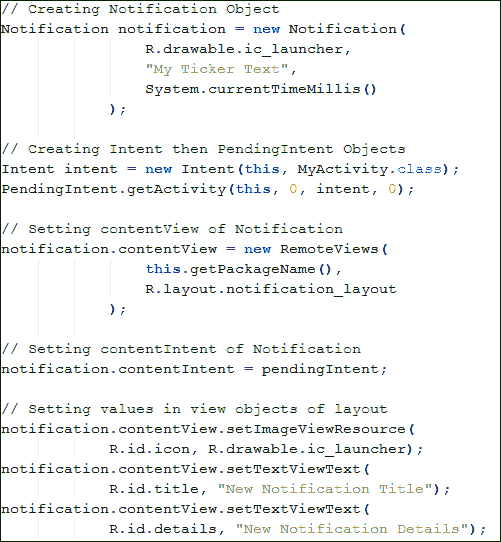 // Creating Notification Object
Notification notification = new Notification(
R.drawable.ic_launcher,
"My Ticker Text",
System.currentTimeMillis()
);
// Creating Intent then PendingIntent Objects
Intent intent = new Intent(this, MyActivity.class);
PendingIntent.getActivity(this, 0, intent, 0);
// Setting contentView of Notification
notification.contentView = new RemoteViews(
this.getPackageName(),
R.layout.notification_layout
);
// Setting contentIntent of Notification
notification.contentIntent = pendingIntent;
// Setting values in view objects of layout
notification.contentView.setImageViewResource(
R.id.icon, R.drawable.ic_launcher);
notification.contentView.setTextViewText(
R.id.title, "New Notification Title");
notification.contentView.setTextViewText(
R.id.details, "New Notification Details");